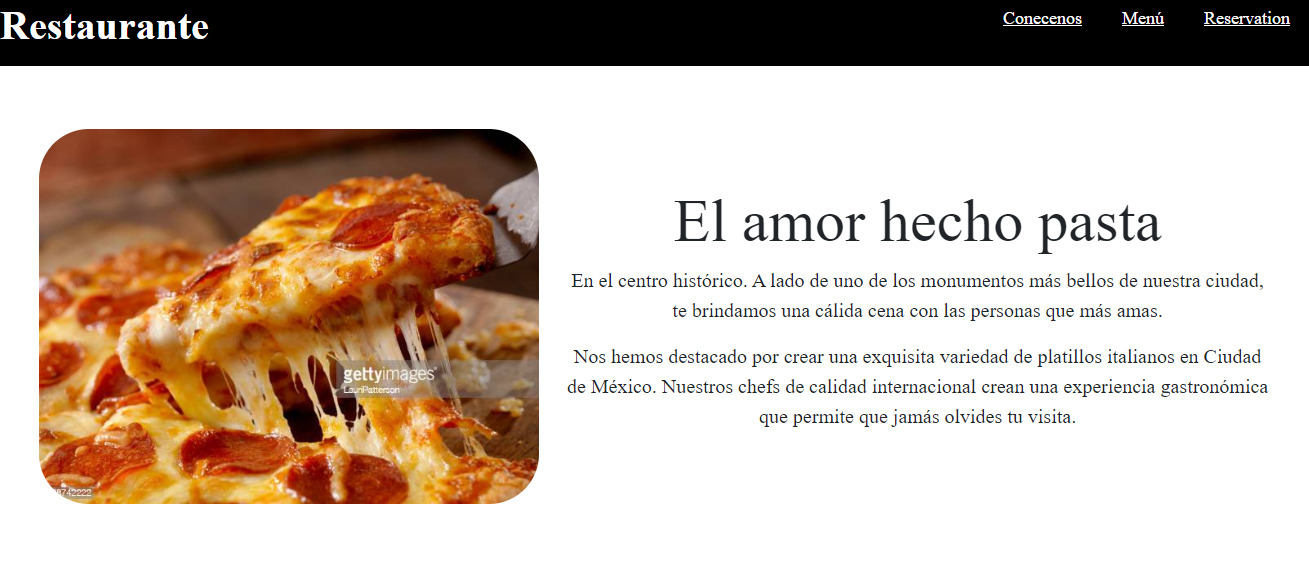 Restaurante
Conecenos Menú Reservation
El amor hecho pasta
En el centro histórico. A lado de uno de los monumentos más bellos de nuestra ciudad,
te brindamos una cálida cena con las personas que más amas.
Nos hemos destacado por crear una exquisita variedad de platillos italianos en Ciudad
de México. Nuestros chefs de calidad internacional crean una experiencia gastronómica
que permite que jamás olvides tu visita.
gettyimages®
LauriPatterson